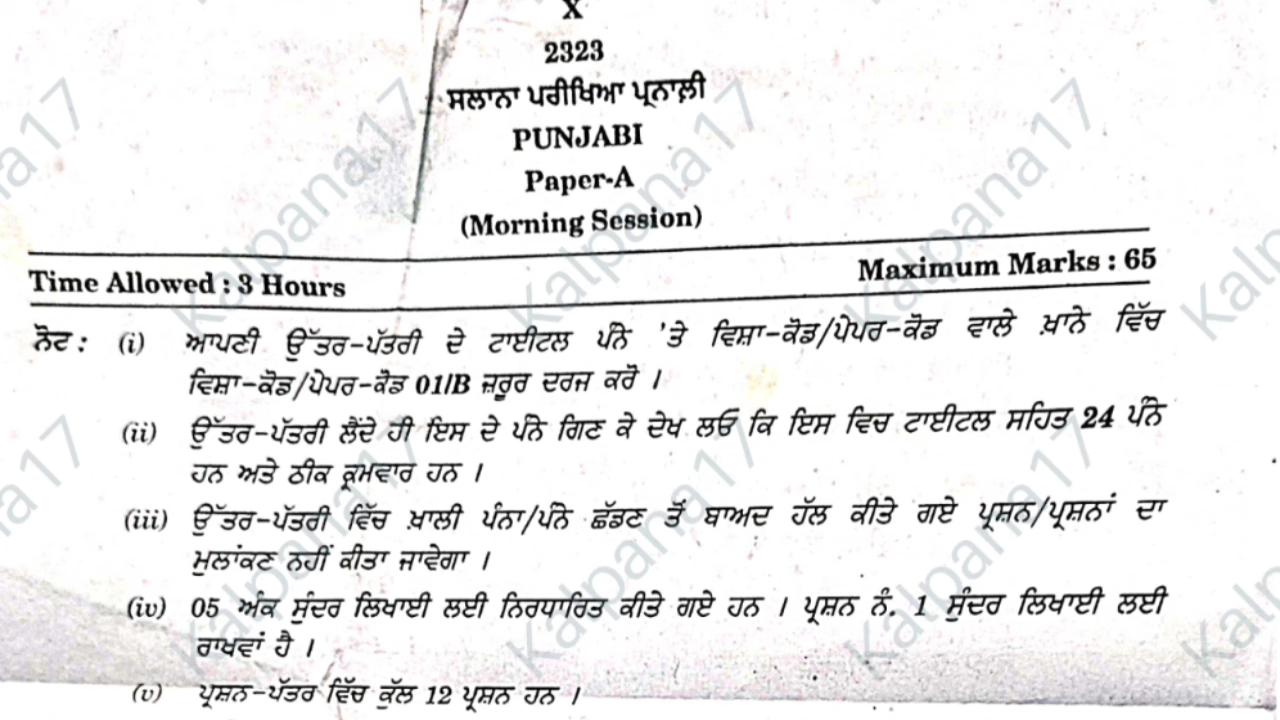 X
2323
ਸਲਾਨਾ ਪਰੀਖਿਆ ਪ੍ਰਨਾਲ਼ੀ
PUNJABI
Paper-A
(Morning Session)
Time Allowed : 3 Hours
Maximum Marks : 65
ਨੋਟ : (i) ਆਪਣੀ ਉੱਤਰ-ਪੱਤਰੀ ਦੇ ਟਾਈਟਲ ਪੰਨੇ 'ਤੇ ਵਿਸ਼ਾ-ਕੋਡ/ਪੇਪਰ-ਕੋਡ ਵਾਲੇ ਖ਼ਾਨੇ ਵਿੱਚ
ਵਿਸ਼ਾ-ਕੋਡ/ਪੇਪਰ-ਕੋਡ 01/B ਜ਼ਰੂਰ ਦਰਜ ਕਰੋ ।
(ii) ਉੱਤਰ-ਪੱਤਰੀ ਲੈਂਦੇ ਹੀ ਇਸ ਦੇ ਪੰਨੇ ਗਿਣ ਕੇ ਦੇਖ ਲਓ ਕਿ ਇਸ ਵਿਚ ਟਾਈਟਲ ਸਹਿਤ 24 ਪੰਨੇ
ਹਨ ਅਤੇ ਠੀਕ ਕ੍ਰਮਵਾਰ ਹਨ ।
(iii) ਉੱਤਰ-ਪੱਤਰੀ ਵਿੱਚ ਖ਼ਾਲੀ ਪੰਨਾ/ਪੰਨੇ ਛੱਡਣ ਤੋਂ ਬਾਅਦ ਹੱਲ ਕੀਤੇ ਗਏ ਪ੍ਰਸ਼ਨ/ਪ੍ਰਸ਼ਨਾਂ ਦਾ
ਮੁਲਾਂਕਣ ਨਹੀਂ ਕੀਤਾ ਜਾਵੇਗਾ ।
(iv) 05 ਅੰਕ ਸੁੰਦਰ ਲਿਖਾਈ ਲਈ ਨਿਰਧਾਰਿਤ ਕੀਤੇ ਗਏ ਹਨ । ਪ੍ਰਸ਼ਨ ਨੰ. 1 ਸੁੰਦਰ ਲਿਖਾਈ ਲਈ
ਰਾਖਵਾਂ ਹੈ ।
(v) ਪ੍ਰਸ਼ਨ-ਪੱਤਰ ਵਿੱਚ ਕੁੱਲ 12 ਪ੍ਰਸ਼ਨ ਹਨ ।
Kalpana17